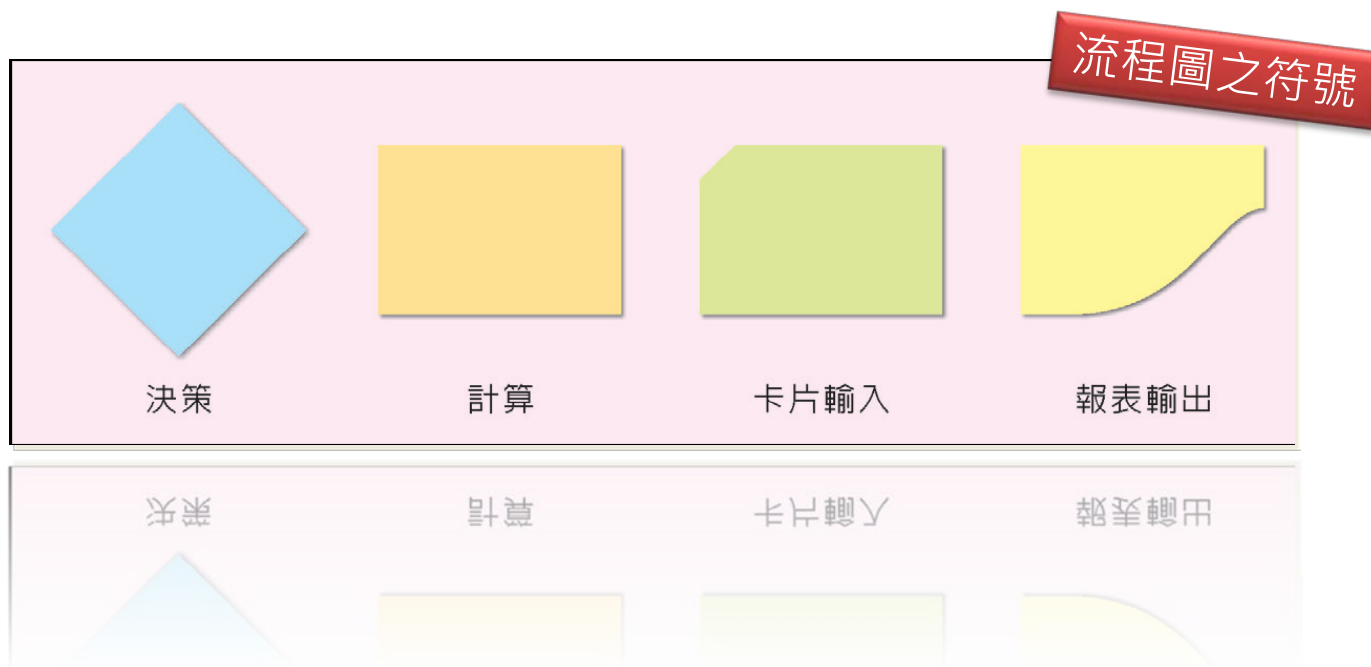 流程圖之符號
決策
計算
卡片輸入
報表輸出